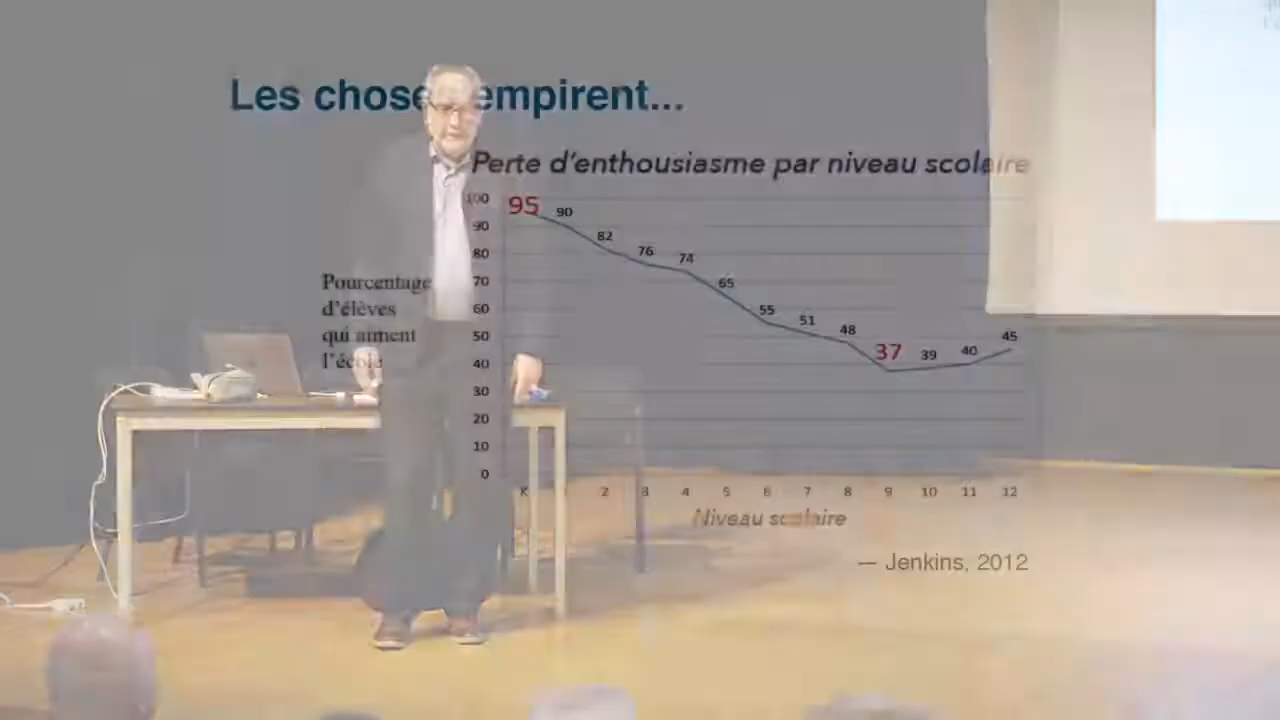 Les choses empirent...
Perte d'enthousiasme par niveau scolaire
Pourcentage
d'élèves
qui aiment
l'école
100
90
80
70
60
50
40
30
20
10
0
95
90
82
76
74
65
55
51
48
37
39
40
45
K 2 3 4 5 6 7 8 9 10 11 12
Niveau scolaire
— Jenkins, 2012